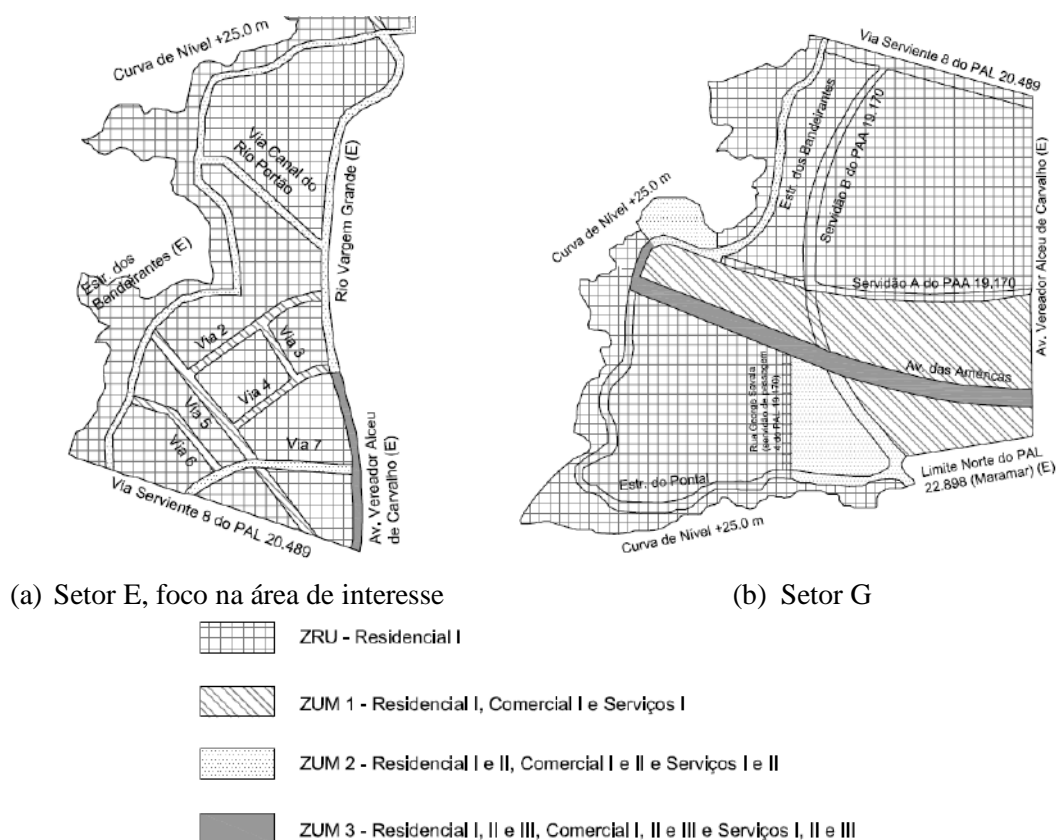 Curva de Nível +25.0 m
Via Canal do
Rio Portão
Rio Vargem Grande (E)
Estr. dos
Bandeirantes (E)
Via 2
Via 3
Via 4
Via 5
Via 6
Via 7
Av. Vereador Alceu
de Carvalho (E)
Via Serviente 8 do PAL 20.489
Via Serviente 8 do PAL 20.489
Estr. dos Bandeirantes
Servidão B do PAA 19.170
Curva de Nível +25.0 m
Av. Vereador Alceu de Carvalho (E)
Servidão A do PAA 19.170
Av. das Américas
Rua George Savala
(servidão de passagem
4 do PAL 19.170)
Estr. do Pontal
Limite Norte do PAL
22.898 (Maramar) (E)
Curva de Nível +25.0 m
(a) Setor E, foco na área de interesse
(b) Setor G
ZRU - Residencial I
ZUM 1 - Residencial I, Comercial I e Serviços I
ZUM 2 - Residencial I e II, Comercial I e II e Serviços I e II
ZUM 3 - Residencial I, II e III, Comercial I, II e III e Serviços I, II e III